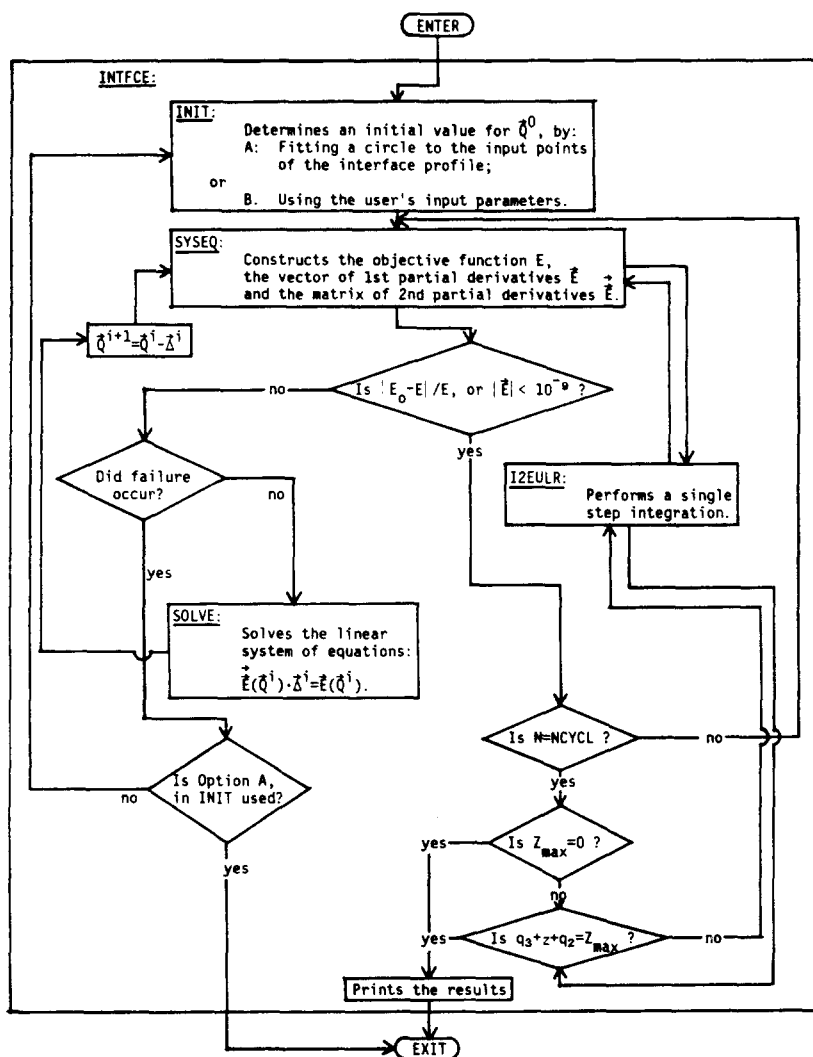 ENTER
INTFCE:
INIT:
Determines an initial value for Q⃗⁰, by:
A: Fitting a circle to the input points
of the interface profile;
or
B. Using the user's input parameters.
SYSEQ:
Constructs the objective function E,
the vector of 1st partial derivatives E⃗
and the matrix of 2nd partial derivatives E⃗⃗.
Q⃗ⁱ⁺¹=Q⃗ⁱ-Δ⃗ⁱ
Is |E₀-E|/E, or |E⃗|< 10⁻⁹ ?
no
yes
Did failure
occur?
no
yes
I2EULR:
Performs a single
step integration.
SOLVE:
Solves the linear
system of equations:
E⃗⃗(Q⃗ⁱ)·Δ⃗ⁱ=E⃗(Q⃗ⁱ).
Is N=NCYCL ?
no
yes
Is Option A,
in INIT used?
no
yes
Is Zmax=0 ?
yes
no
Is q₃+z+q₂=Zmax ?
yes
no
Prints the results
EXIT